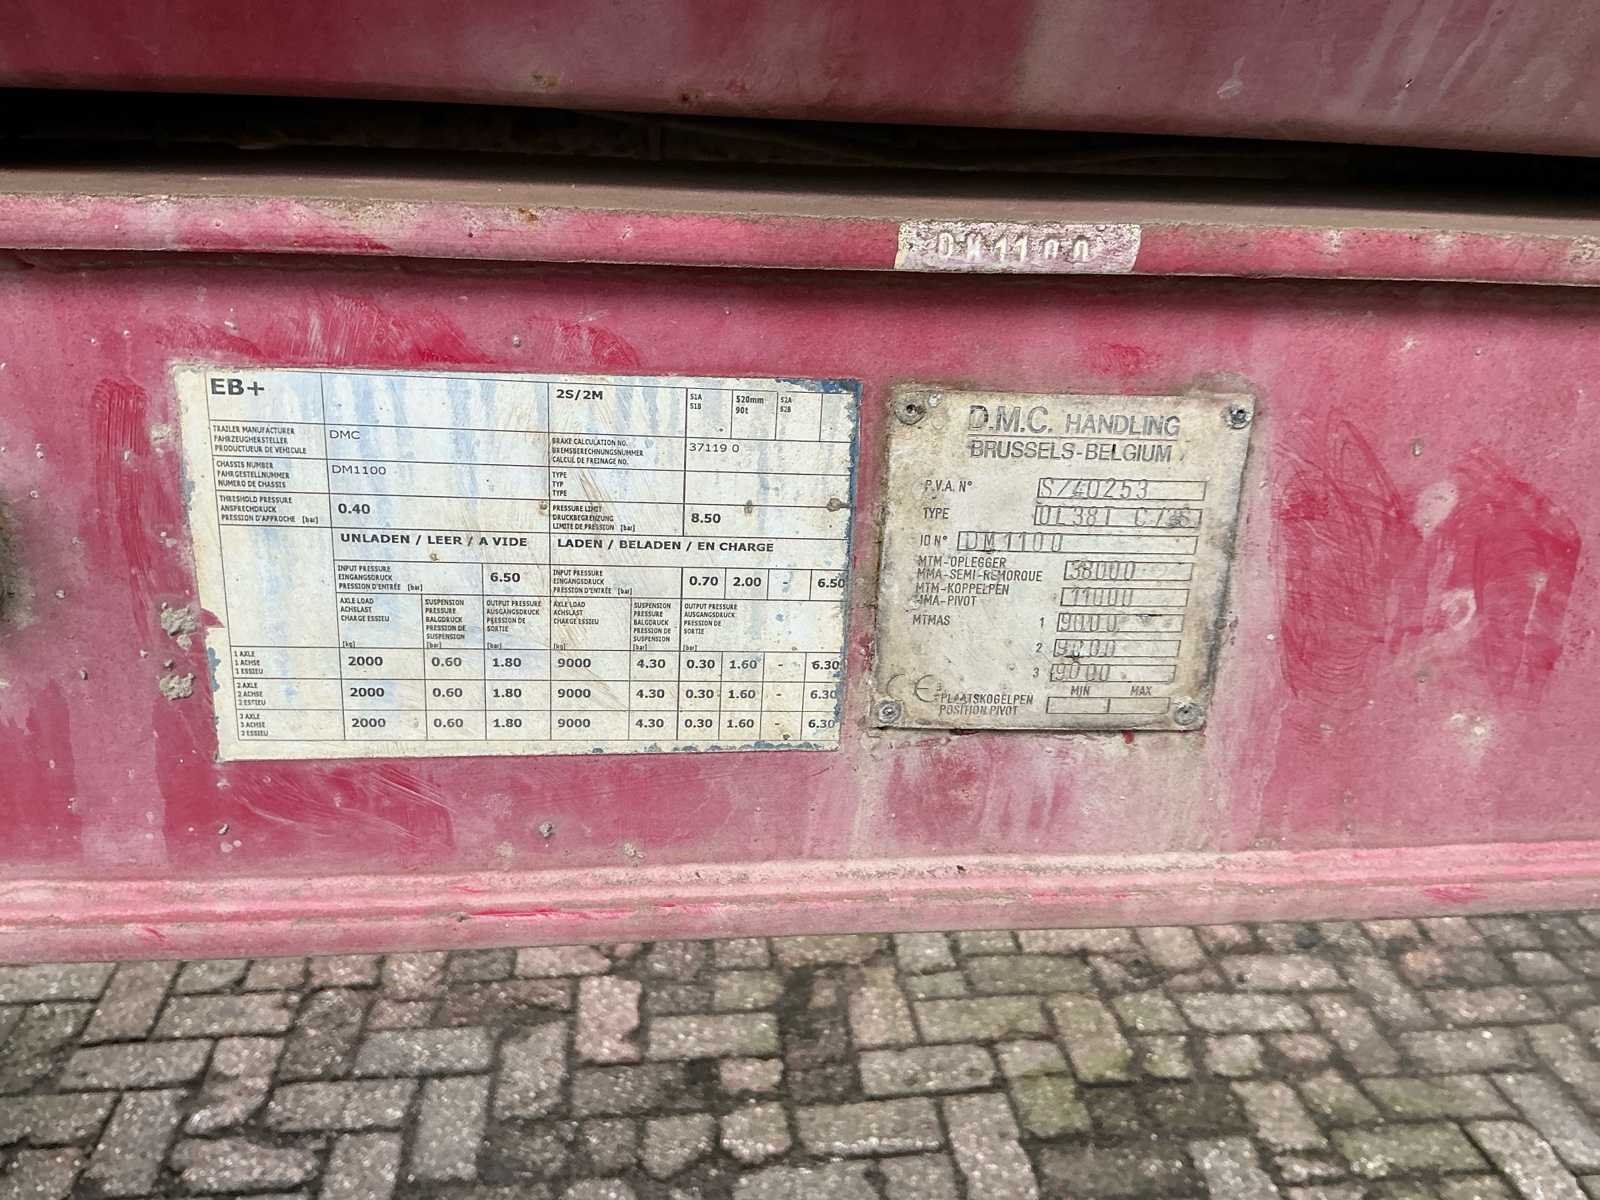 DM1100
EB+
2S/2M
S1A
S1B
520mm
90t
S2A
S2B
TRAILER MANUFACTURER
FAHRZEUGHERSTELLER
PRODUCTUEUR DE VEHICULE
DMC
BRAKE CALCULATION NO.
BREMSBERECHNUNGSNUMMER
CALCUL DE FREINAGE NO.
37119 0
CHASSIS NUMBER
FAHRGESTELLNUMMER
NUMERO DE CHASSIS
DM1100
TYPE
TYP
TYPE
THRESHOLD PRESSURE
ANSPRECHDRUCK
PRESSION D'APPROCHE [bar]
0.40
PRESSURE LIMIT
DRUCKBEGRENZUNG
LIMITE DE PRESSION [bar]
8.50
UNLADEN / LEER / A VIDE
LADEN / BELADEN / EN CHARGE
INPUT PRESSURE
EINGANGSDRUCK
PRESSION D'ENTRÉE [bar]
6.50
INPUT PRESSURE
EINGANGSDRUCK
PRESSION D'ENTRÉE [bar]
0.70 2.00 - 6.50
AXLE LOAD
ACHSLAST
CHARGE ESSIEU
[kg]
SUSPENSION
PRESSURE
BALGDRUCK
PRESSION DE
SUSPENSION
[bar]
OUTPUT PRESSURE
AUSGANGSDRUCK
PRESSION DE
SORTIE
[bar]
AXLE LOAD
ACHSLAST
CHARGE ESSIEU
[kg]
SUSPENSION
PRESSURE
BALGDRUCK
PRESSION DE
SUSPENSION
[bar]
OUTPUT PRESSURE
AUSGANGSDRUCK
PRESSION DE
SORTIE
[bar]
1 AXLE
1 ACHSE
1 ESSIEU
2000 0.60 1.80 9000 4.30 0.30 1.60 - 6.30
2 AXLE
2 ACHSE
2 ESSIEU
2000 0.60 1.80 9000 4.30 0.30 1.60 - 6.30
3 AXLE
3 ACHSE
3 ESSIEU
2000 0.60 1.80 9000 4.30 0.30 1.60 - 6.30
D.M.C. HANDLING
BRUSSELS-BELGIUM
P.V.A. N° S/40253
TYPE
ID N° DM1100
MTM-OPLEGGER
MMA-SEMI-REMORQUE 38000
MTM-KOPPELPEN
MMA-PIVOT 11000
MTMAS 1 9000
2 9000
3 9000
MIN MAX
CE PLAATSKOGELPEN
POSITION PIVOT